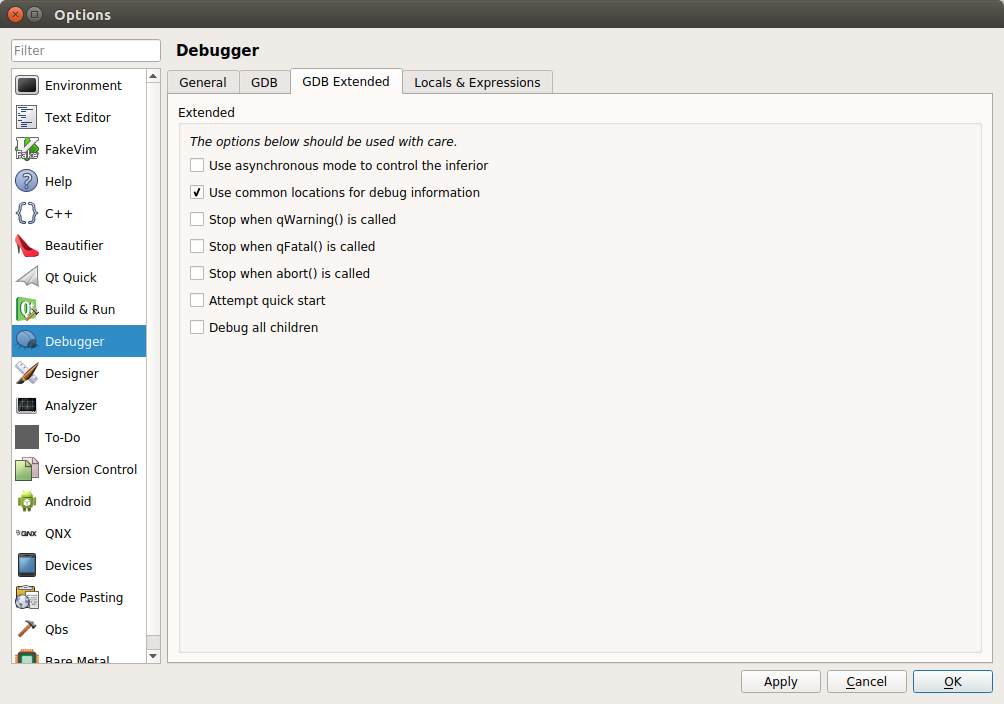 Options
Filter
Environment
Text Editor
FakeVim
Help
C++
Beautifier
Qt Quick
Build & Run
Debugger
Designer
Analyzer
To-Do
Version Control
Android
QNX
QNX
Devices
Code Pasting
Qbs
Bare Metal
Debugger
General
GDB
GDB Extended
Locals & Expressions
Extended
The options below should be used with care.
Use asynchronous mode to control the inferior
Use common locations for debug information
Stop when qWarning() is called
Stop when qFatal() is called
Stop when abort() is called
Attempt quick start
Debug all children
Apply
Cancel
OK